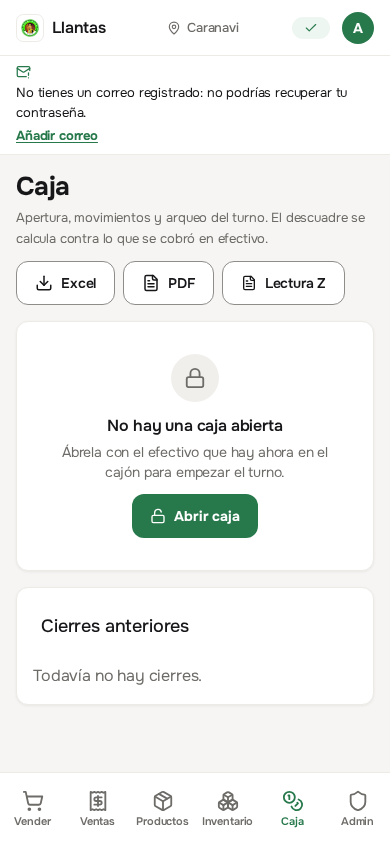 Llantas
Caranavi
A
No tienes un correo registrado: no podrías recuperar tu
contraseña.
Añadir correo
Caja
Apertura, movimientos y arqueo del turno. El descuadre se
calcula contra lo que se cobró en efectivo.
Excel
PDF
Lectura Z
No hay una caja abierta
Ábrela con el efectivo que hay ahora en el
cajón para empezar el turno.
Abrir caja
Cierres anteriores
Todavía no hay cierres.
Vender
Ventas
Productos
Inventario
Caja
Admin